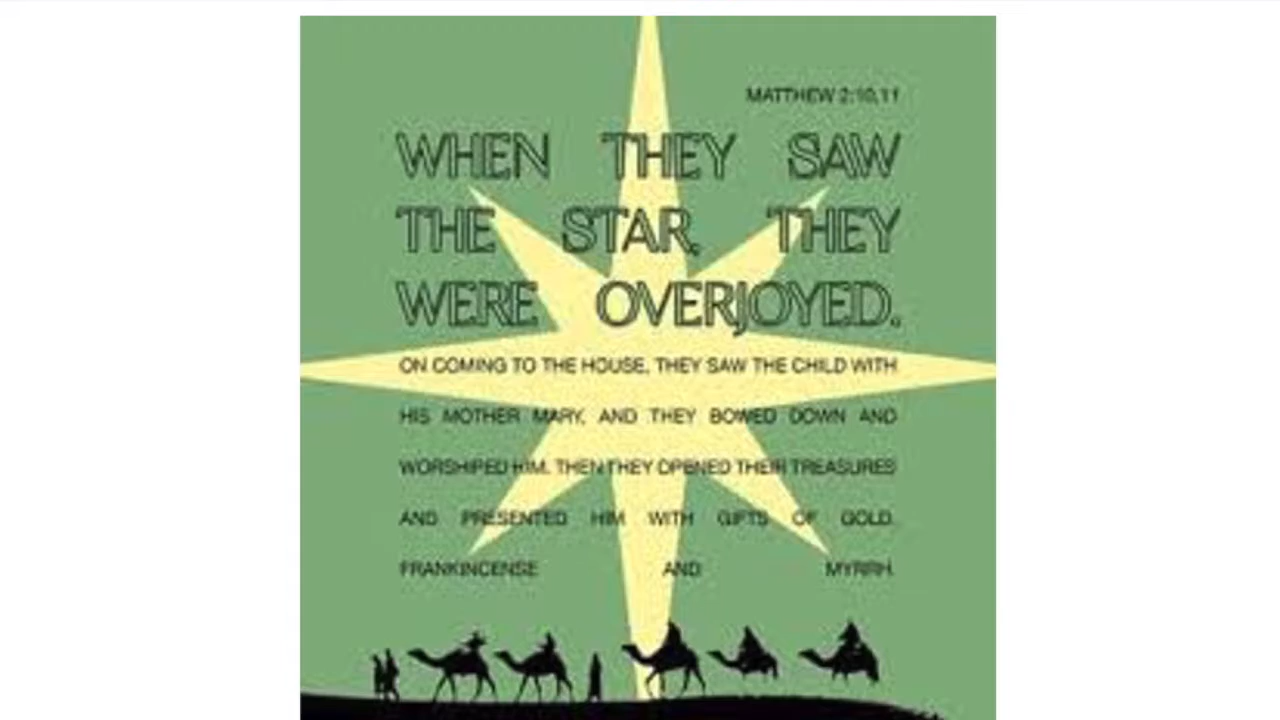 MATTHEW 2:10,11
WHEN THEY SAW
THE STAR, THEY
WERE OVERJOYED.
ON COMING TO THE HOUSE, THEY SAW THE CHILD WITH
HIS MOTHER MARY, AND THEY BOWED DOWN AND
WORSHIPED HIM. THEN THEY OPENED THEIR TREASURES
AND PRESENTED HIM WITH GIFTS OF GOLD,
FRANKINCENSE AND MYRRH.